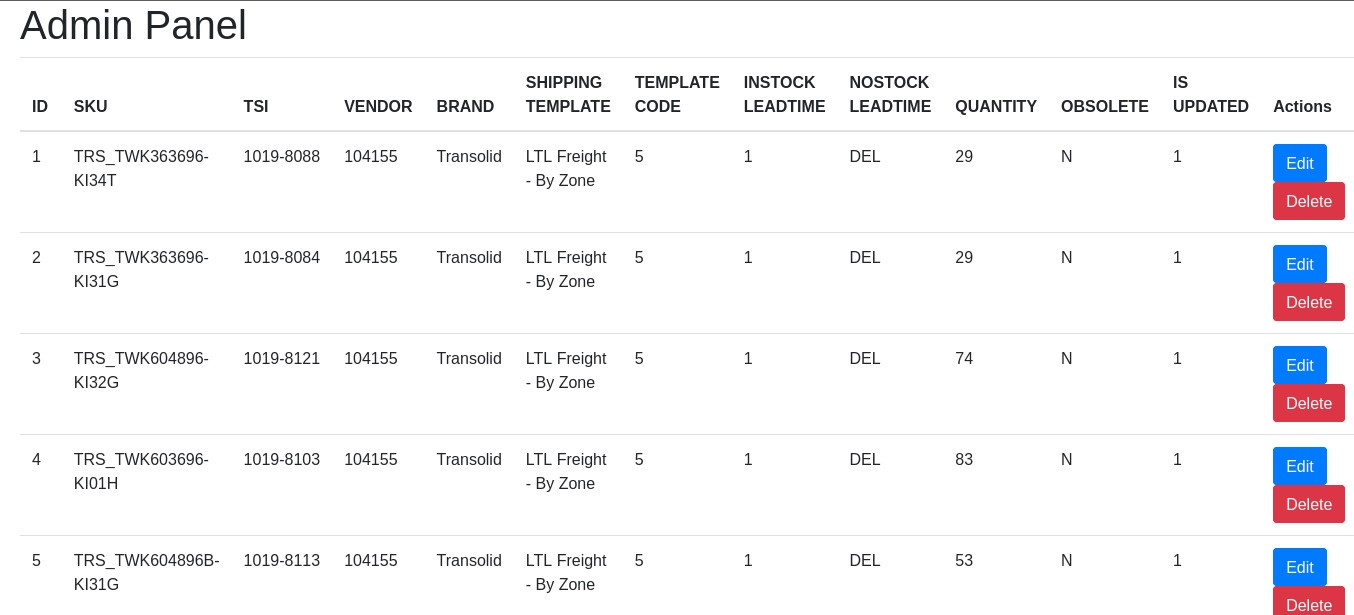 Admin Panel
ID SKU TSI VENDOR BRAND SHIPPING TEMPLATE TEMPLATE CODE INSTOCK LEADTIME NOSTOCK LEADTIME QUANTITY OBSOLETE IS UPDATED Actions
1 TRS_TWK363696- 1019-8088 104155 Transolid LTL Freight 5 1 DEL 29 N 1 Edit
KI34T - By Zone Delete
2 TRS_TWK363696- 1019-8084 104155 Transolid LTL Freight 5 1 DEL 29 N 1 Edit
KI31G - By Zone Delete
3 TRS_TWK604896- 1019-8121 104155 Transolid LTL Freight 5 1 DEL 74 N 1 Edit
KI32G - By Zone Delete
4 TRS_TWK603696- 1019-8103 104155 Transolid LTL Freight 5 1 DEL 83 N 1 Edit
KI01H - By Zone Delete
5 TRS_TWK604896B- 1019-8113 104155 Transolid LTL Freight 5 1 DEL 53 N 1 Edit
KI31G - By Zone Delete